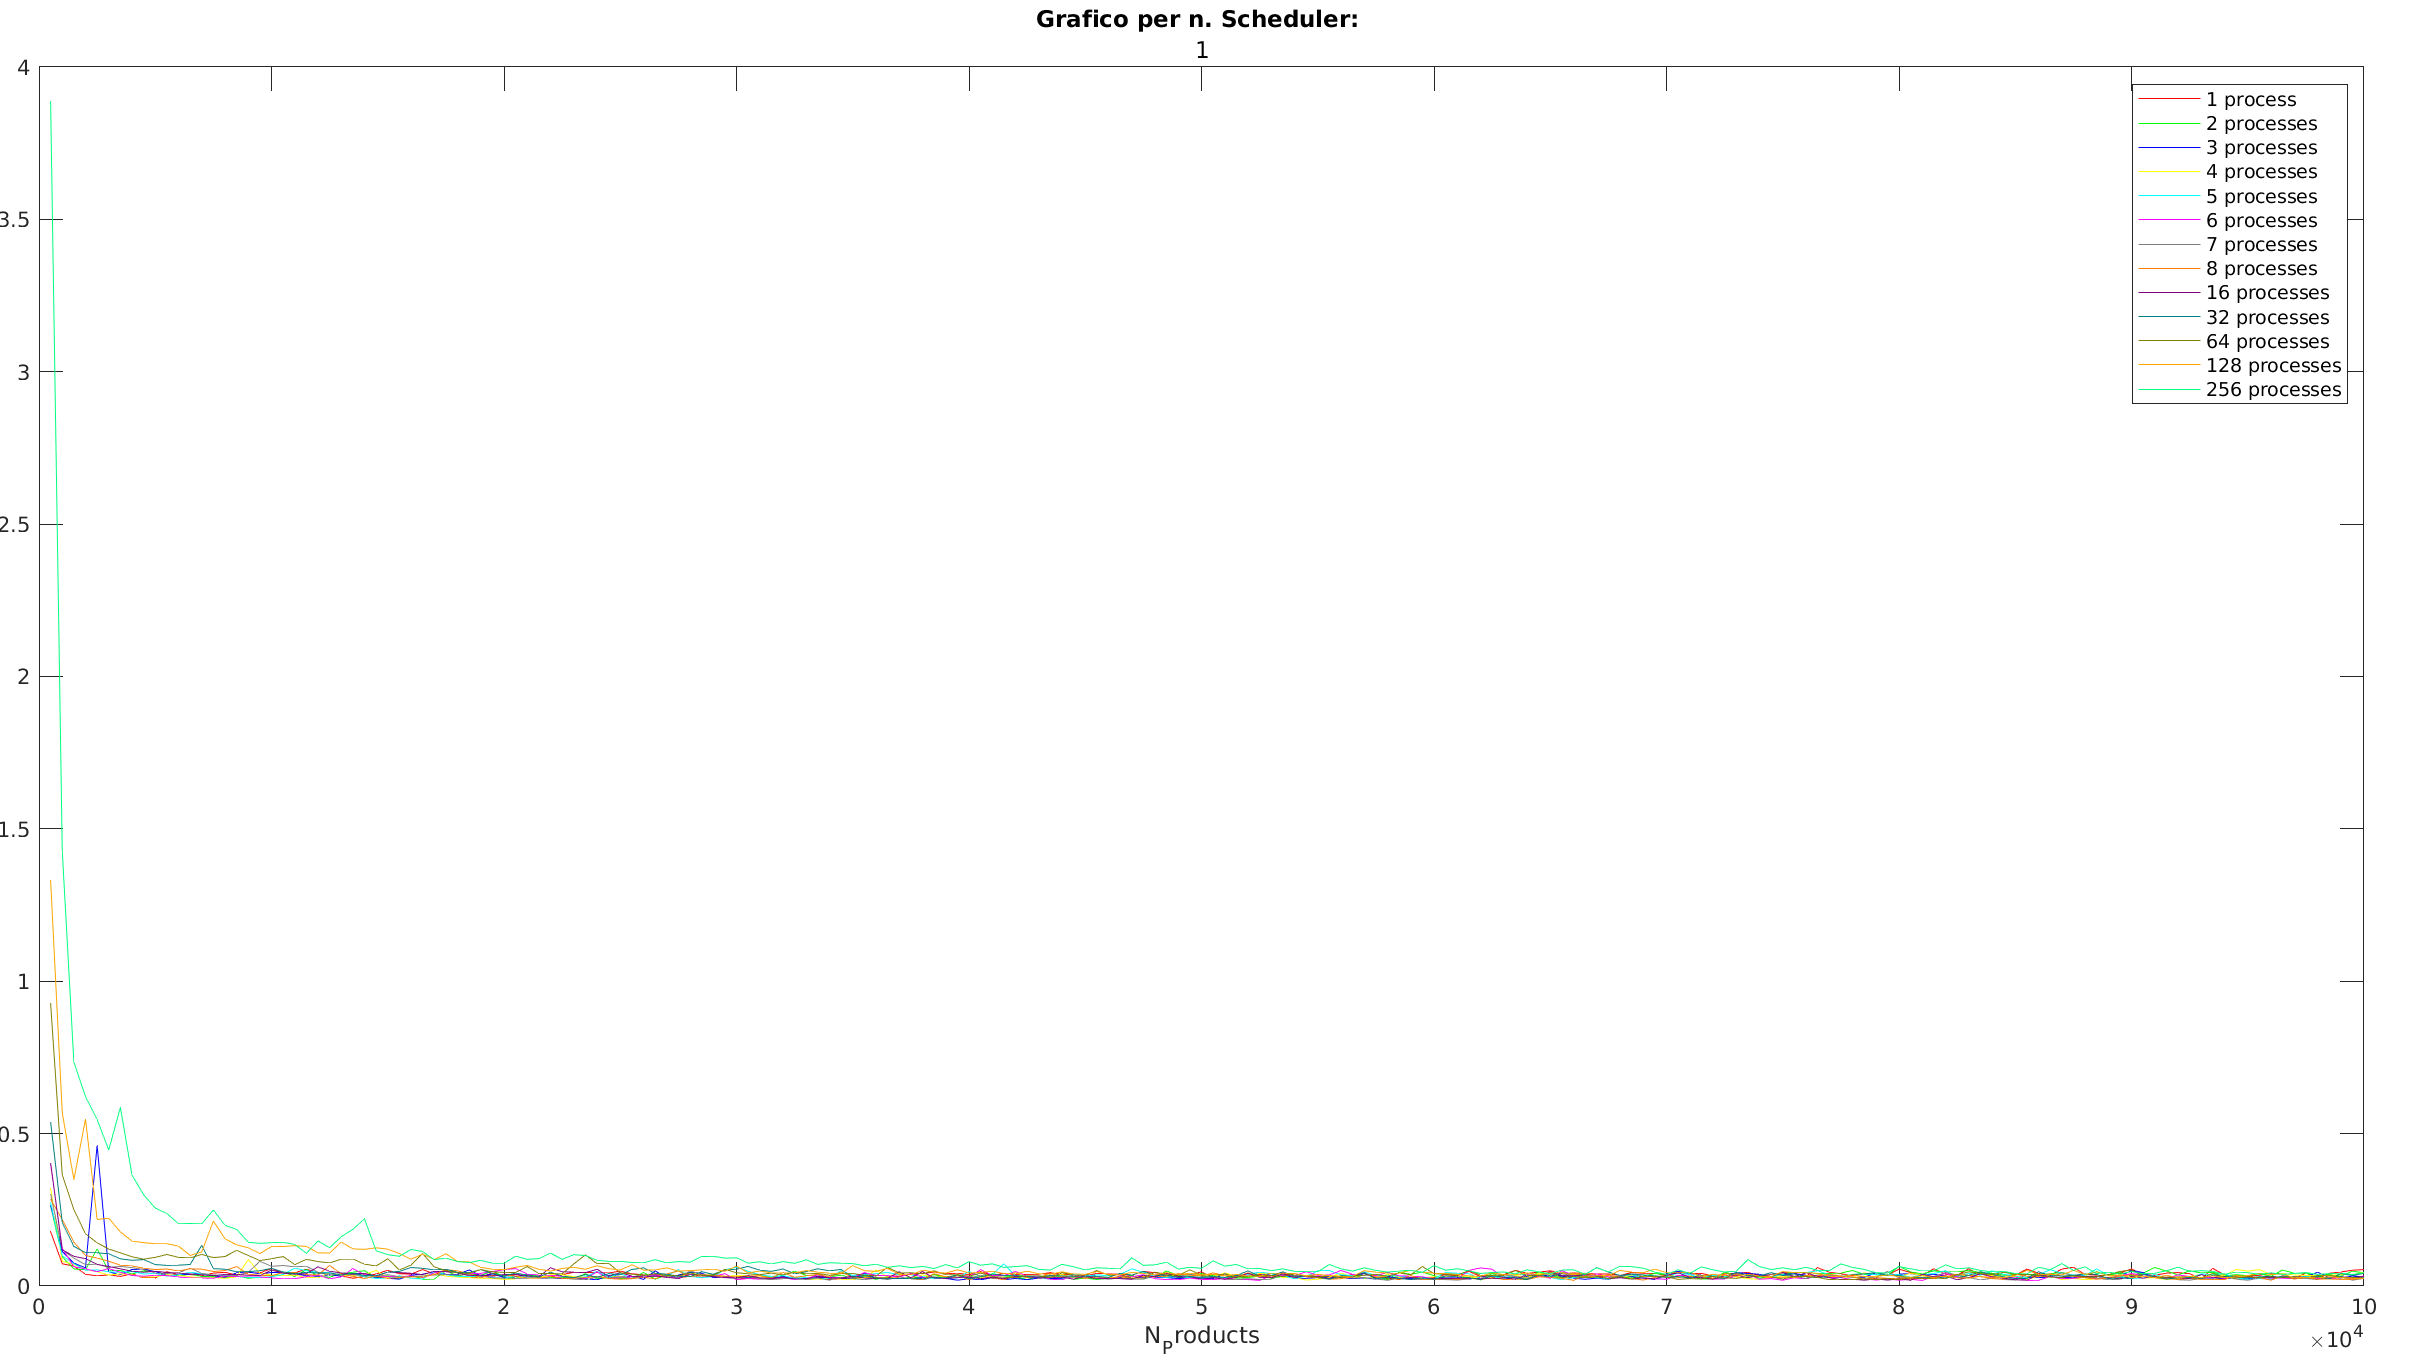 Grafico per n. Scheduler:
1
4
3.5
3
2.5
2
1.5
1
0.5
0
1 process
2 processes
3 processes
4 processes
5 processes
6 processes
7 processes
8 processes
16 processes
32 processes
64 processes
128 processes
256 processes
0 1 2 3 4 5 6 7 8 9 10
N_Products
×10^4